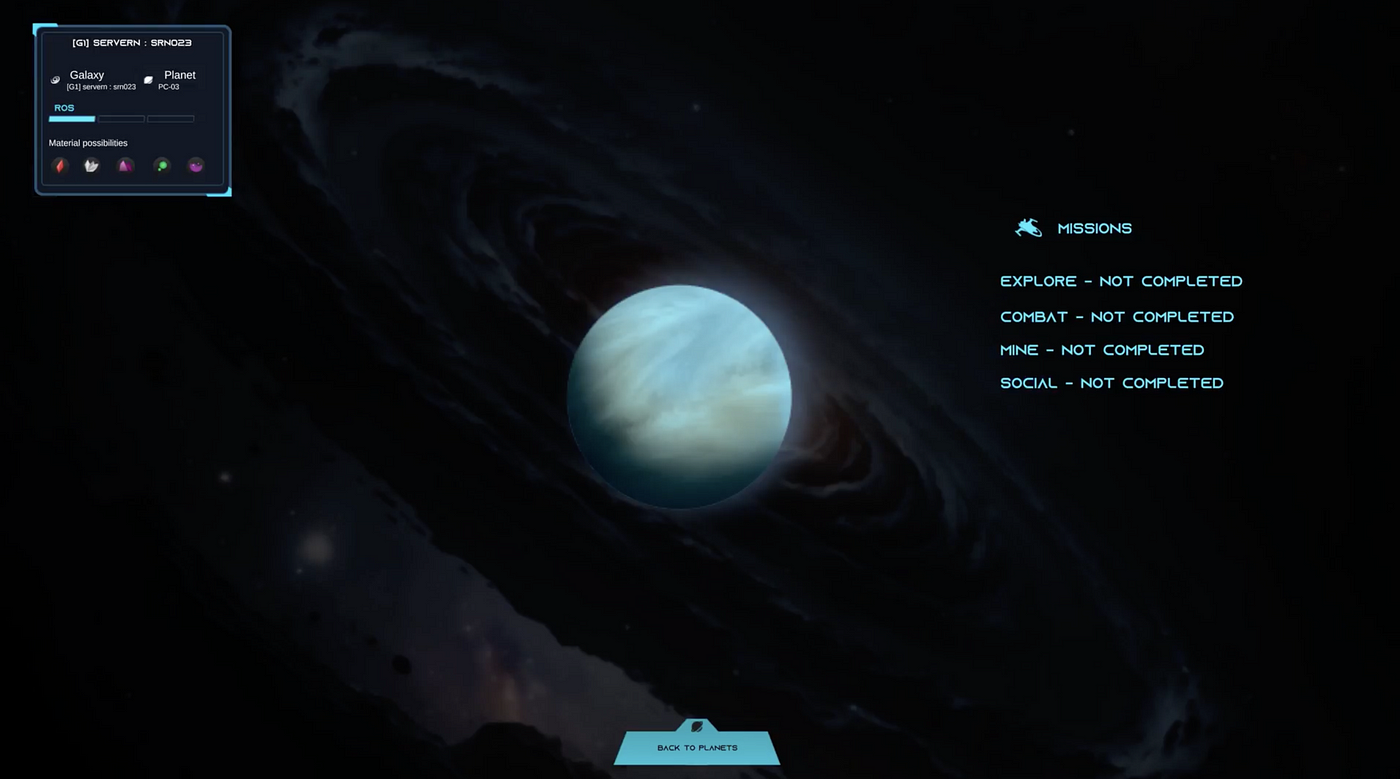 [G1] SERVERN : SRN023
Galaxy
Planet
[G1] servern : srn023
PC-03
ROS
Material possibilities
MISSIONS
EXPLORE - NOT COMPLETED
COMBAT - NOT COMPLETED
MINE - NOT COMPLETED
SOCIAL - NOT COMPLETED
BACK TO PLANETS